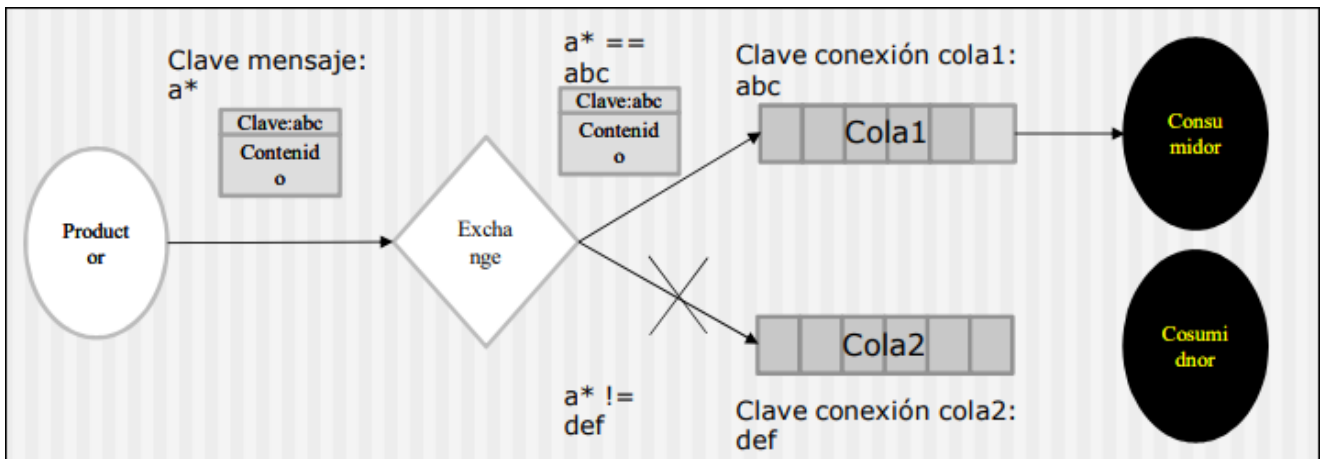 Clave mensaje:
a*
Clave:abc
Contenid
o
Product
or
Excha
nge
a* ==
abc
Clave:abc
Contenid
o
Clave conexión cola1:
abc
Cola1
Consu
midor
a* !=
def
Cola2
Clave conexión cola2:
def
Cosumi
dnor